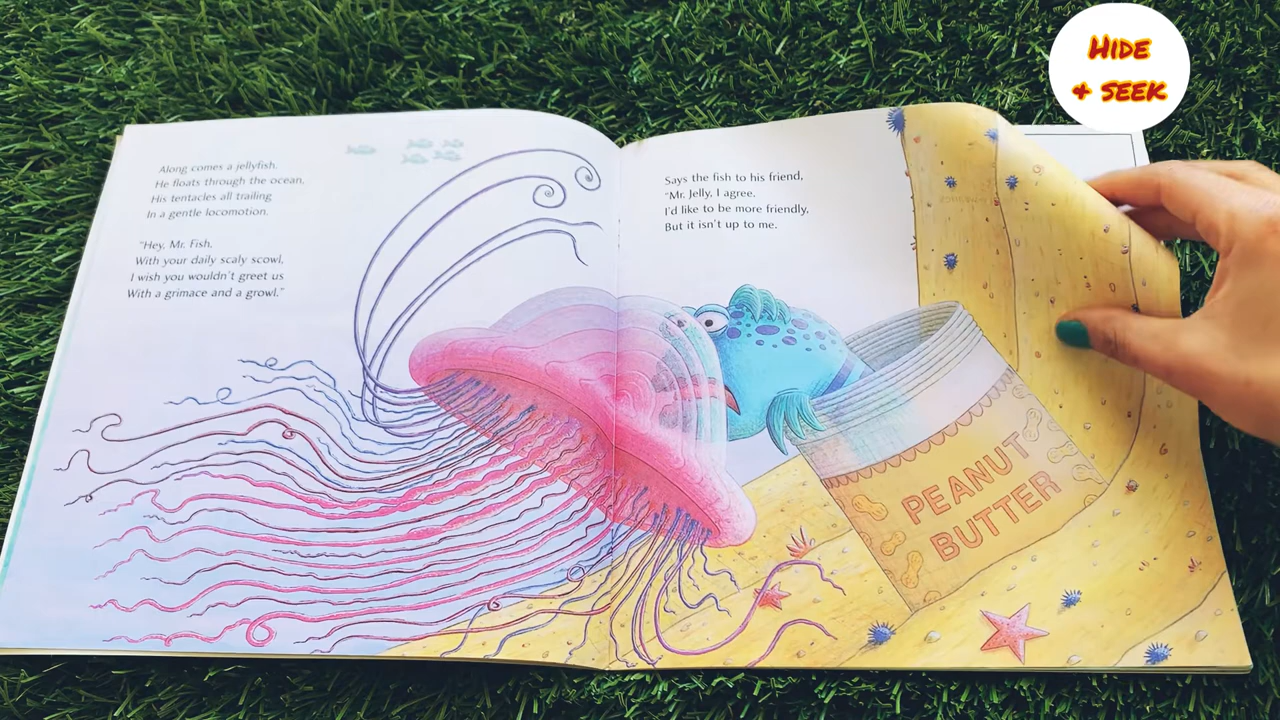 HIDE
& SEEK
Along comes a jellyfish.
He floats through the ocean,
His tentacles all trailing
In a gentle locomotion.
"Hey, Mr. Fish,
With your daily scaly scowl,
I wish you wouldn't greet us
With a grimace and a growl."
Says the fish to his friend,
"Mr. Jelly, I agree.
I'd like to be more friendly,
But it isn't up to me.
PEANUT
BUTTER